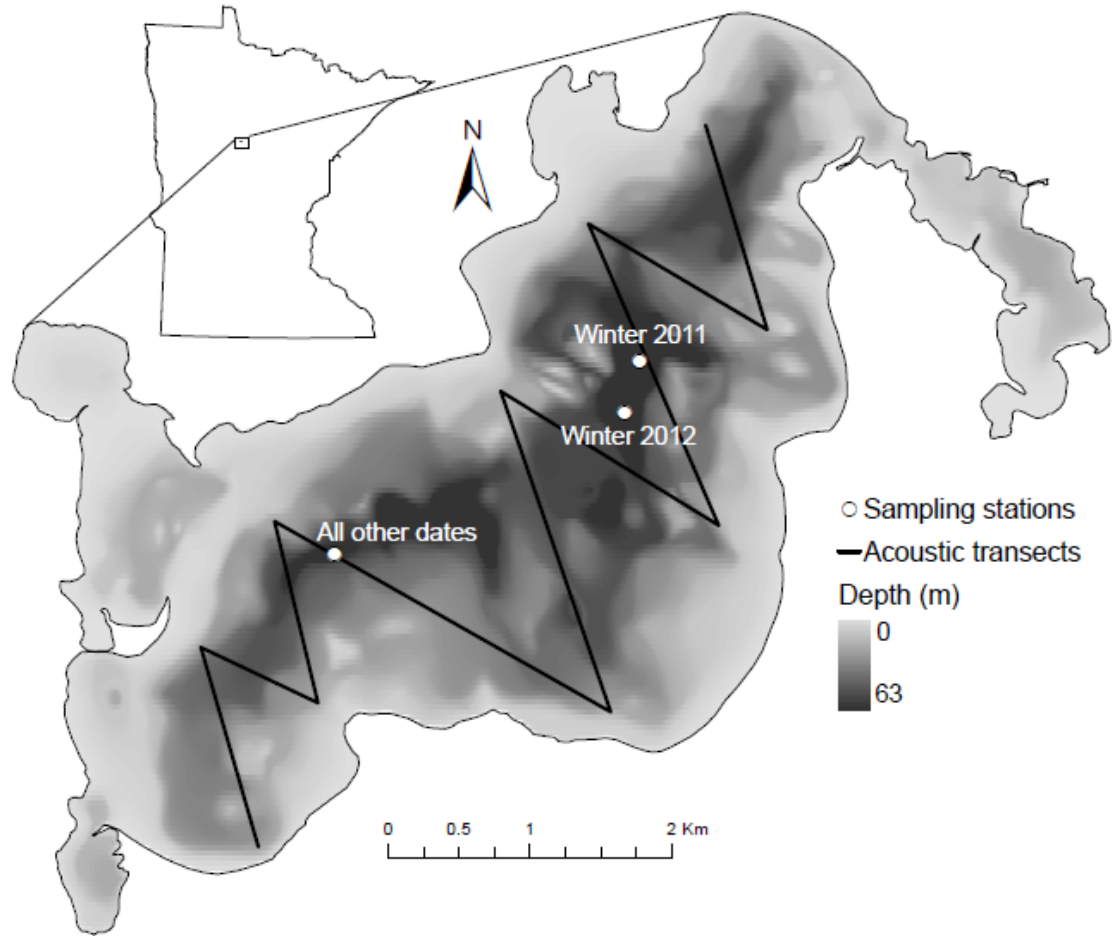 N
Winter 2011
Winter 2012
All other dates
Sampling stations
Acoustic transects
Depth (m)
0
63
0 0.5 1 2 Km